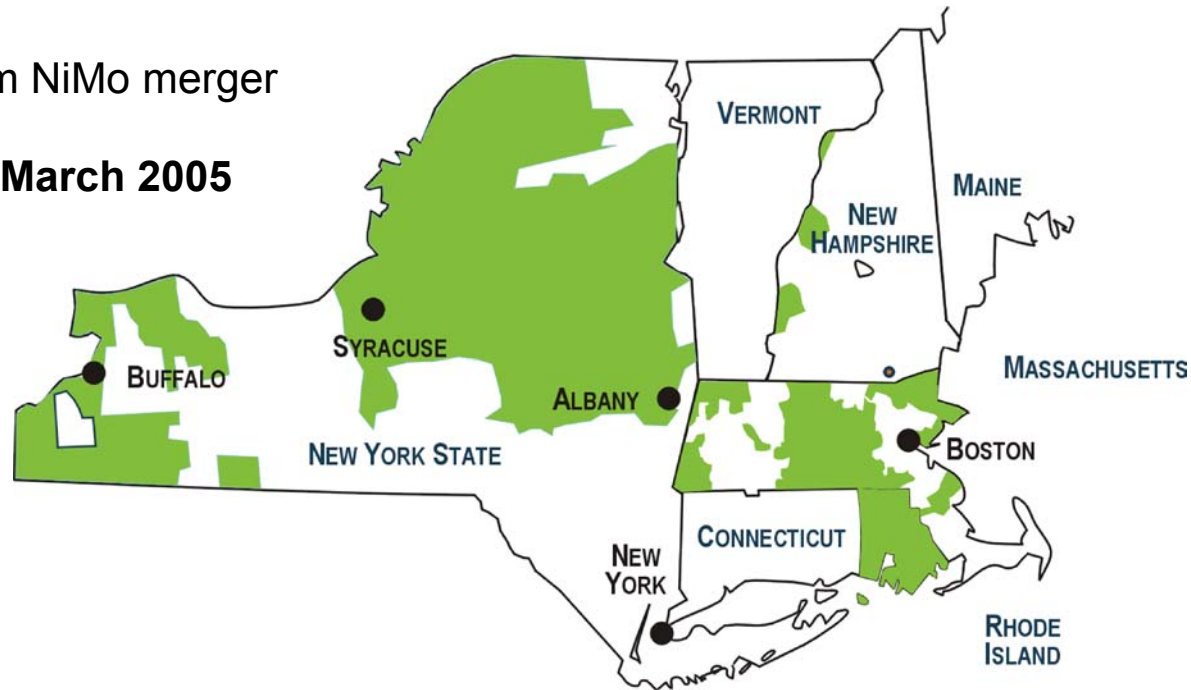 m NiMo merger
March 2005
VERMONT
MAINE
NEW
HAMPSHIRE
SYRACUSE
BUFFALO
MASSACHUSETTS
ALBANY
BOSTON
NEW YORK STATE
CONNECTICUT
NEW
YORK
RHODE
ISLAND